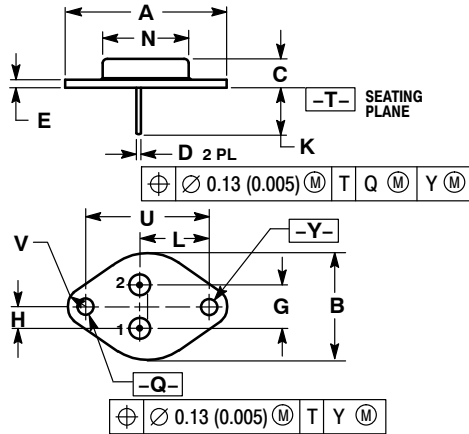 A
N
C
E
–T– SEATING PLANE
K
D 2 PL
⌖ ∅ 0.13 (0.005) Ⓜ T Q Ⓜ Y Ⓜ
U
L
–Y–
V
2
G
B
H
1
–Q–
⌖ ∅ 0.13 (0.005) Ⓜ T Y Ⓜ